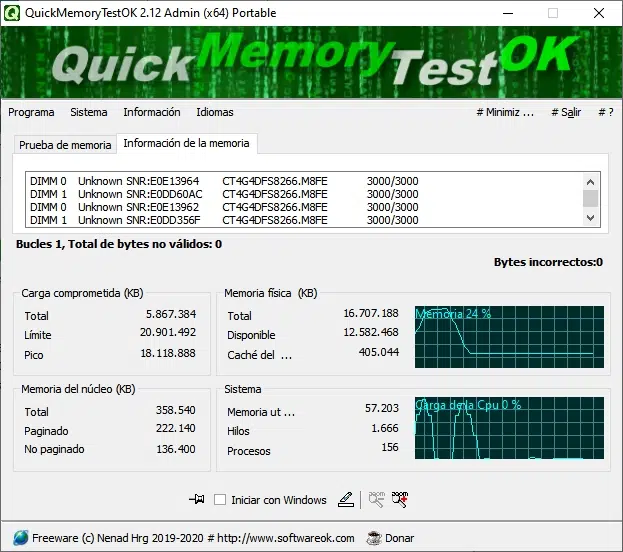 QuickMemoryTestOK 2.12 Admin (x64) Portable
QuickMemoryTestOK
Programa Sistema Información Idiomas # Minimiz ... # Salir # ?
Prueba de memoria Información de la memoria
DIMM 0 Unknown SNR:E0E13964 CT4G4DFS8266.M8FE 3000/3000
DIMM 1 Unknown SNR:E0DD60AC CT4G4DFS8266.M8FE 3000/3000
DIMM 0 Unknown SNR:E0E13962 CT4G4DFS8266.M8FE 3000/3000
DIMM 1 Unknown SNR:E0DD356F CT4G4DFS8266.M8FE 3000/3000
Bucles 1, Total de bytes no válidos: 0
Bytes incorrectos:0
Carga comprometida (KB)
Total 5.867.384
Límite 20.901.492
Pico 18.118.888
Memoria física (KB)
Total 16.707.188
Disponible 12.582.468
Caché del ... 405.044
Memoria 24 %
Memoria del núcleo (KB)
Total 358.540
Paginado 222.140
No paginado 136.400
Sistema
Memoria ut ... 57.203
Hilos 1.666
Procesos 156
Carga de la Cpu 0 %
Iniciar con Windows
zoom zoom
Freeware (c) Nenad Hrg 2019-2020 # http://www.softwareok.com Donar